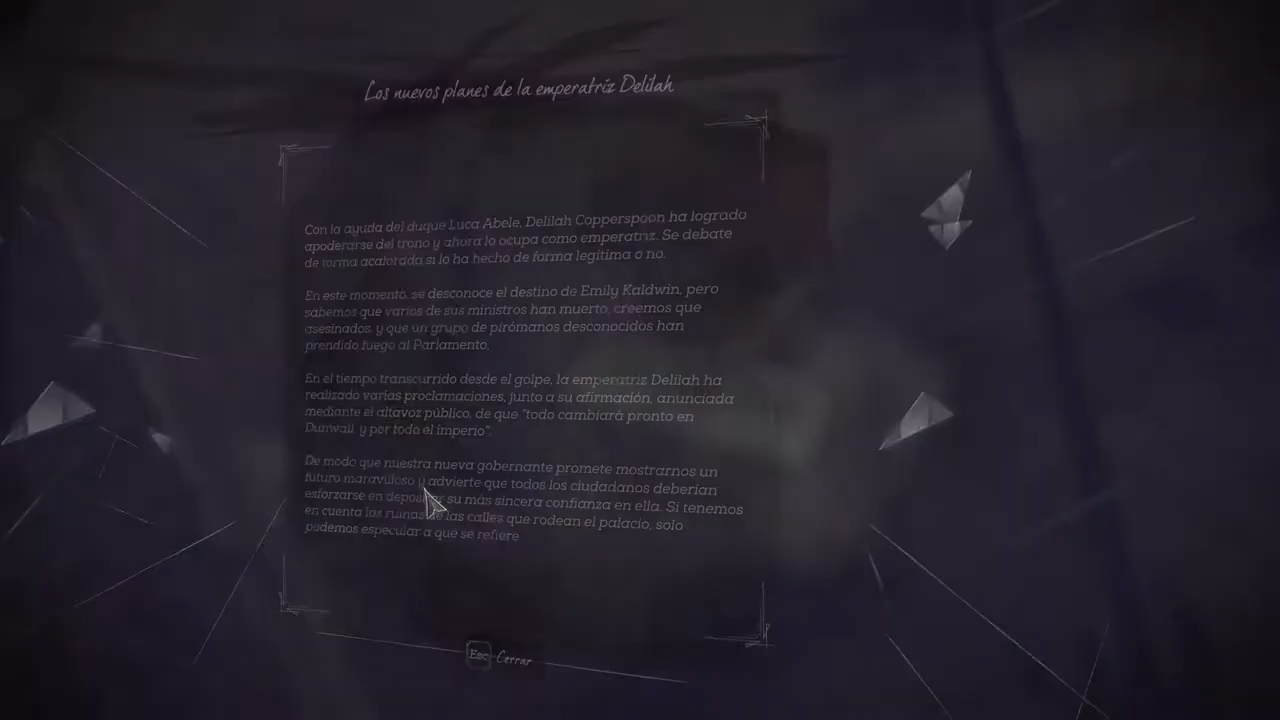 Los nuevos planes de la emperatriz Delilah
Con la ayuda del duque Luca Abele, Delilah Copperspoon ha logrado
apoderarse del trono y ahora lo ocupa como emperatriz. Se debate
de forma acalorada si lo ha hecho de forma legítima o no.
En este momento, se desconoce el destino de Emily Kaldwin, pero
sabemos que varios de sus ministros han muerto, creemos que
asesinados, y que un grupo de pirómanos desconocidos han
prendido fuego al Parlamento.
En el tiempo transcurrido desde el golpe, la emperatriz Delilah ha
realizado varias proclamaciones, junto a su afirmación, anunciada
mediante el altavoz público, de que "todo cambiará pronto en
Dunwall y por todo el imperio".
De modo que nuestra nueva gobernante promete mostrarnos un
futuro maravilloso y advierte que todos los ciudadanos deberían
esforzarse en depositar su más sincera confianza en ella. Si tenemos
en cuenta las ruinas de las calles que rodean el palacio, solo
podemos especular a qué se refiere
Esc Cerrar